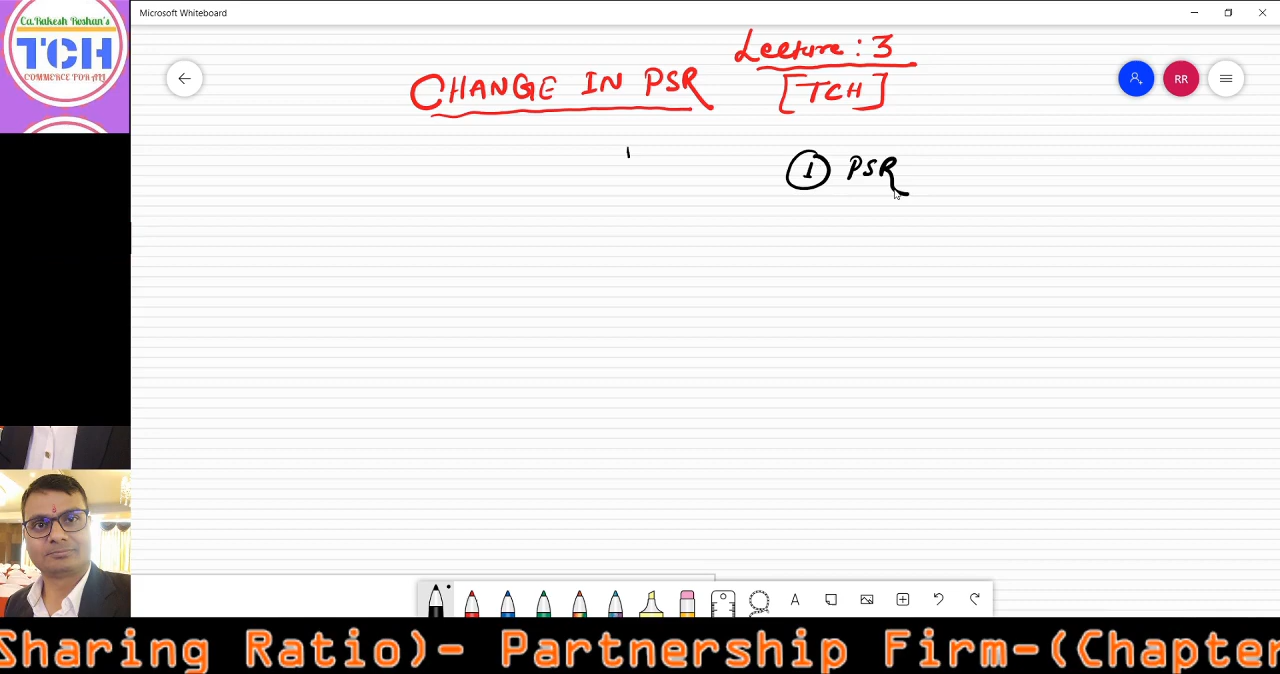 Ca.Rakesh Roshan's
TCH
COMMERCE FOR ALL
Microsoft Whiteboard
Lecture : 3
CHANGE IN PSR
[TCH]
RR
1 PSR
A
Sharing Ratio)- Partnership Firm-(Chapter